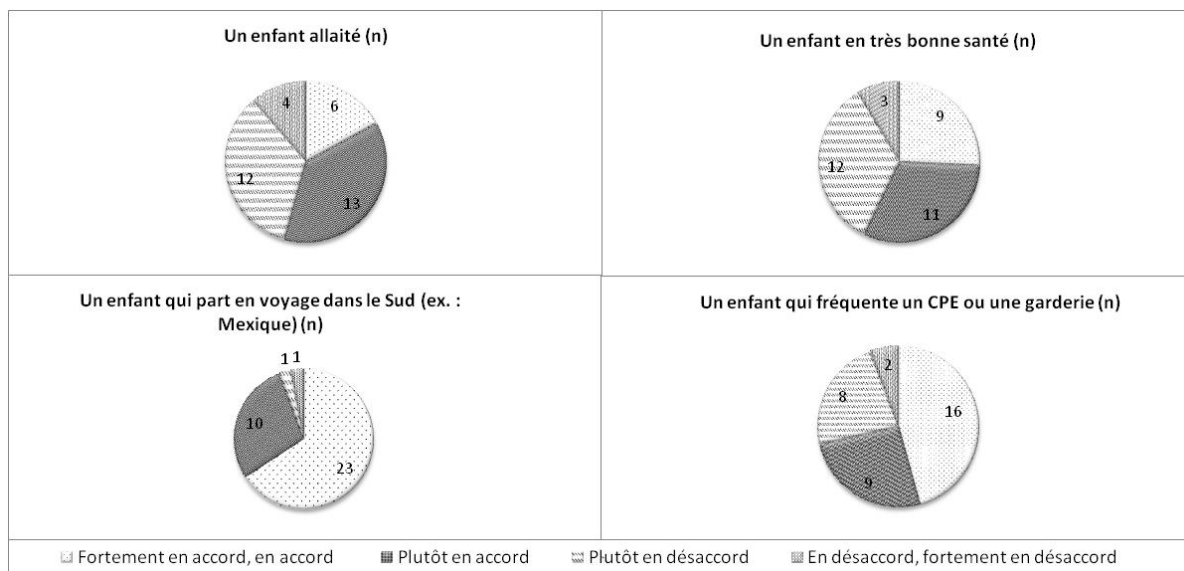 Un enfant allaité (n)
4
6
12
13
Un enfant en très bonne santé (n)
3
9
12
11
Un enfant qui part en voyage dans le Sud (ex. :
Mexique) (n)
1 1
10
23
Un enfant qui fréquente un CPE ou une garderie (n)
2
8
16
9
Fortement en accord, en accord Plutôt en accord Plutôt en désaccord En désaccord, fortement en désaccord